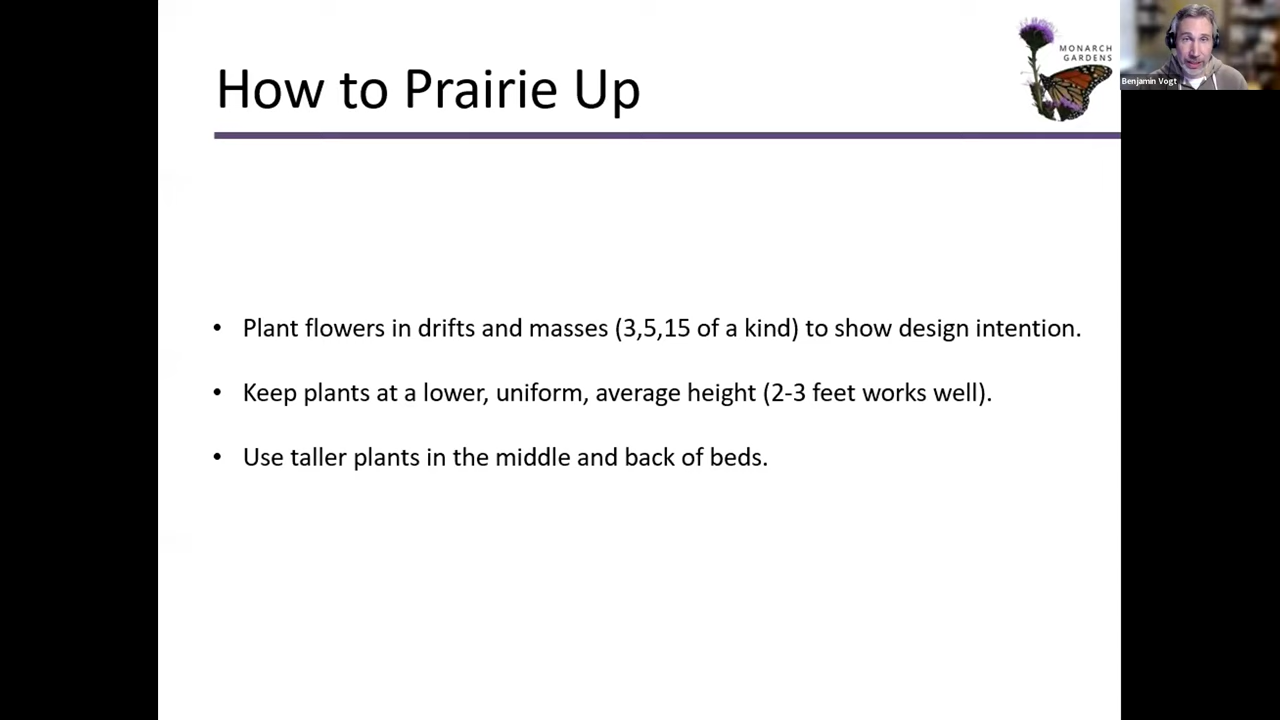 How to Prairie Up
MONARCH
GARDENS
Benjamin Vogt
• Plant flowers in drifts and masses (3,5,15 of a kind) to show design intention.
• Keep plants at a lower, uniform, average height (2-3 feet works well).
• Use taller plants in the middle and back of beds.